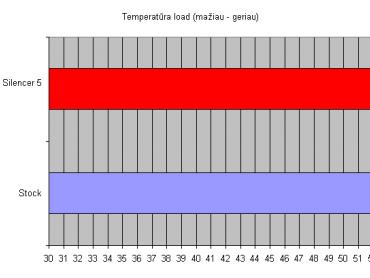 Temperatūra load (mažiau - geriau)
Silencer 5
Stock
30 31 32 33 34 35 36 37 38 39 40 41 42 43 44 45 46 47 48 49 50 51